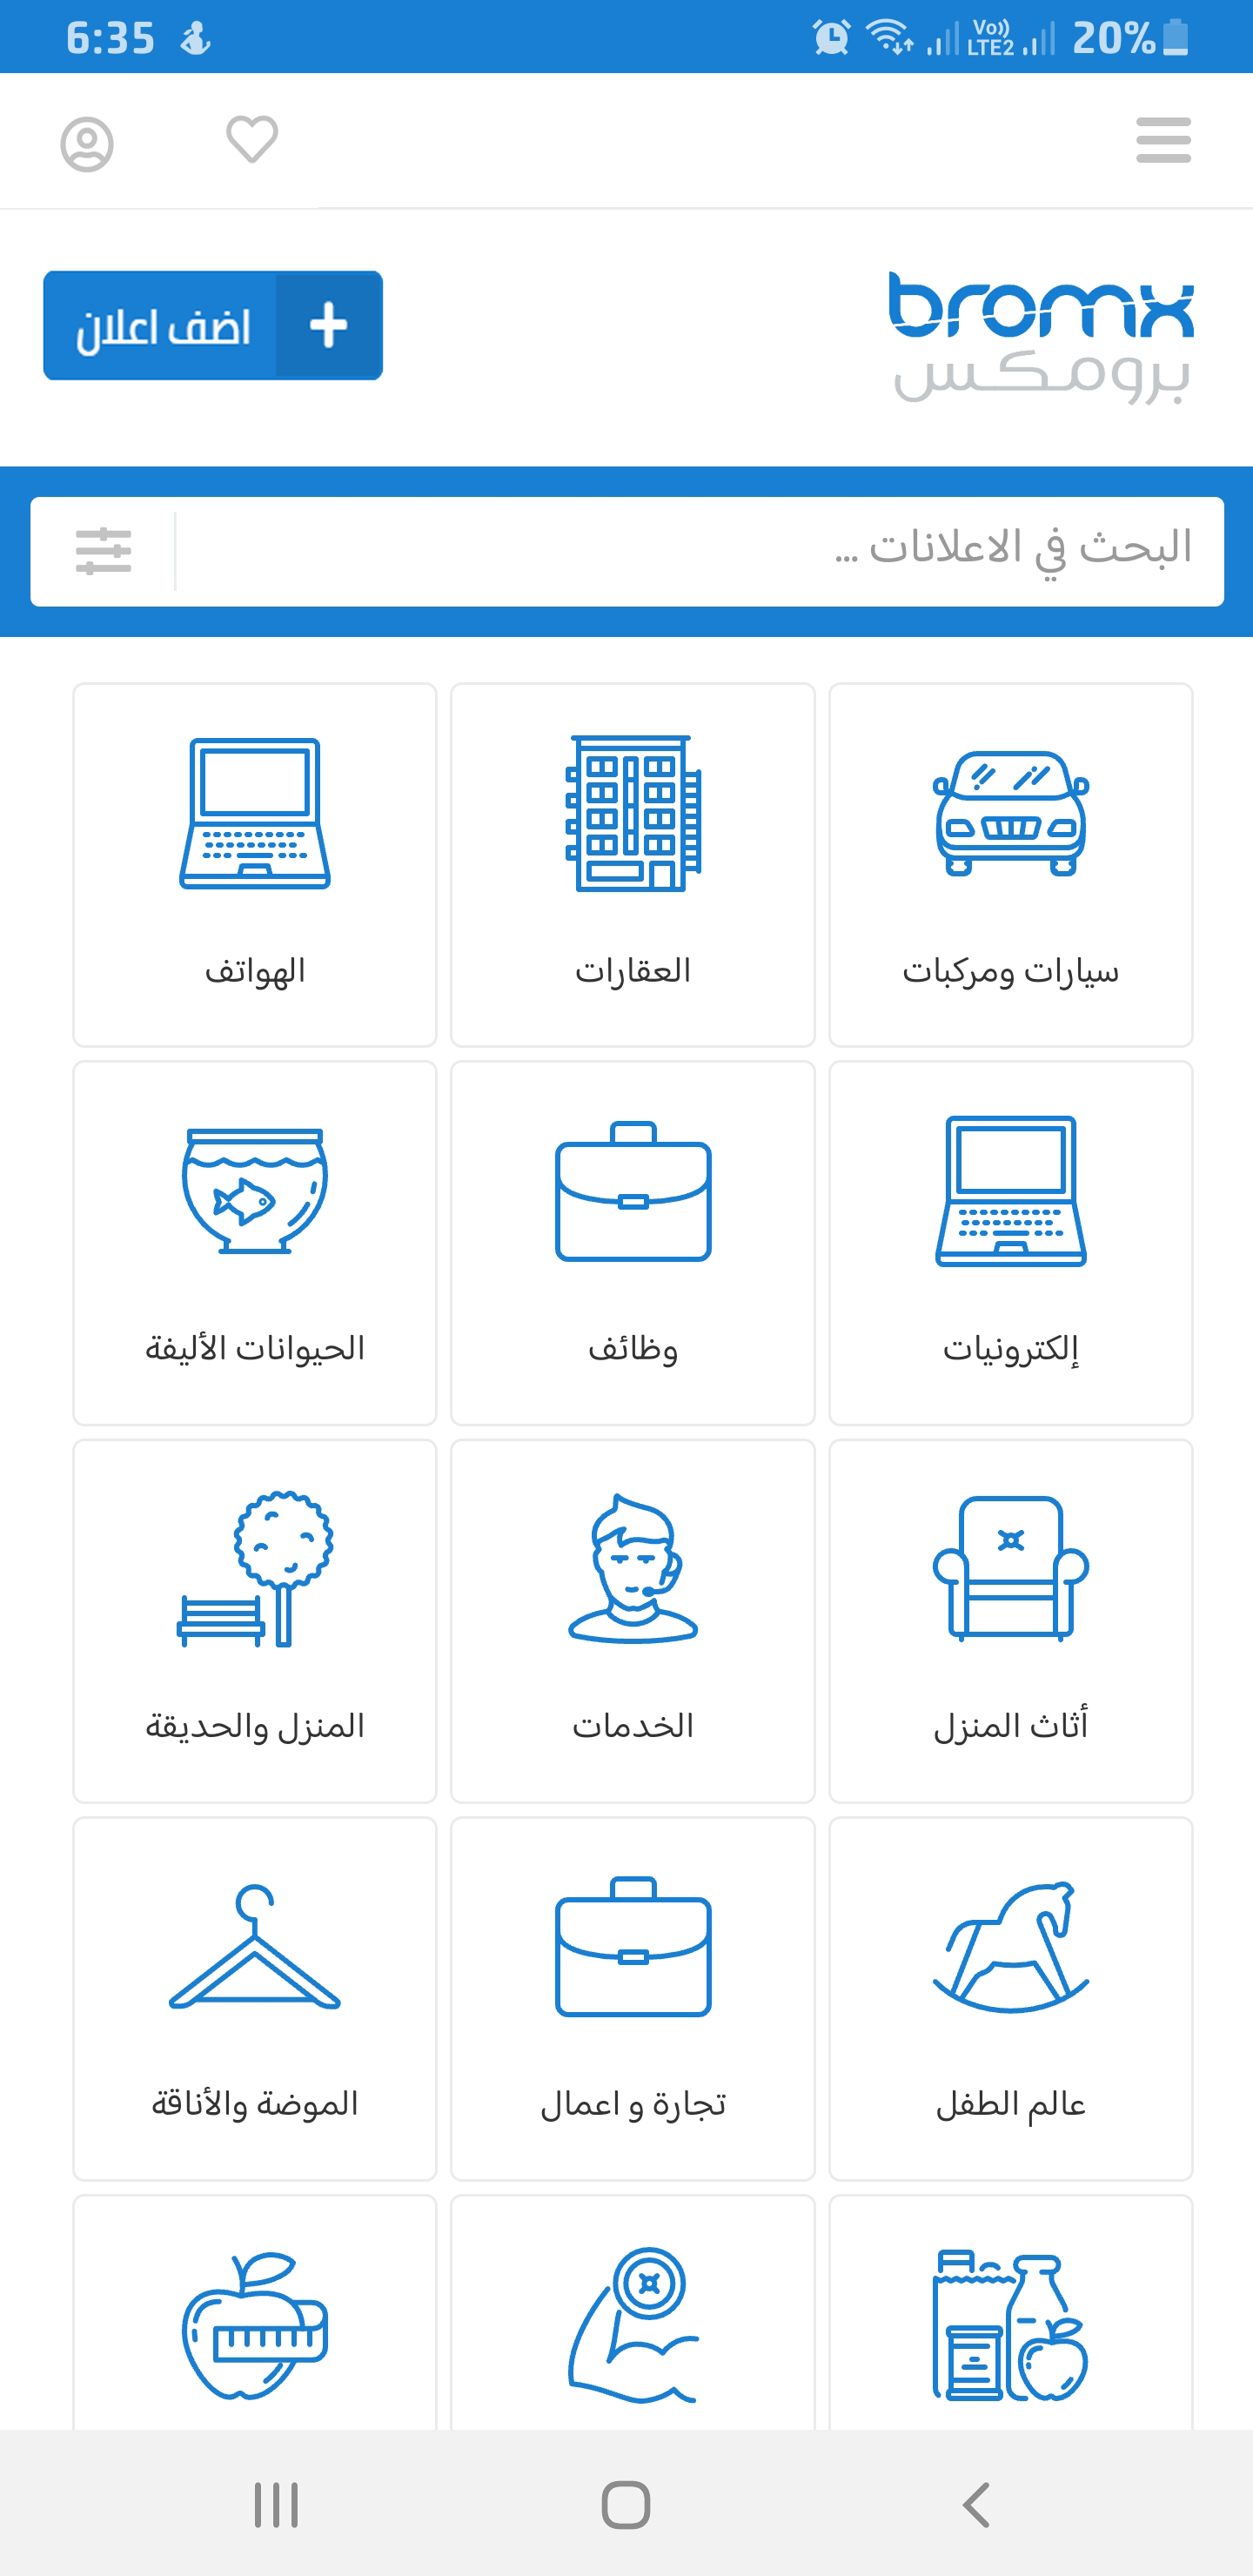 6:35 Vo)) LTE2 20%
bromx
برومكس
+ اضف اعلان
البحث في الاعلانات ...
سيارات ومركبات
العقارات
الهواتف
إلكترونيات
وظائف
الحيوانات الأليفة
أثاث المنزل
الخدمات
المنزل والحديقة
عالم الطفل
تجارة و اعمال
الموضة والأناقة